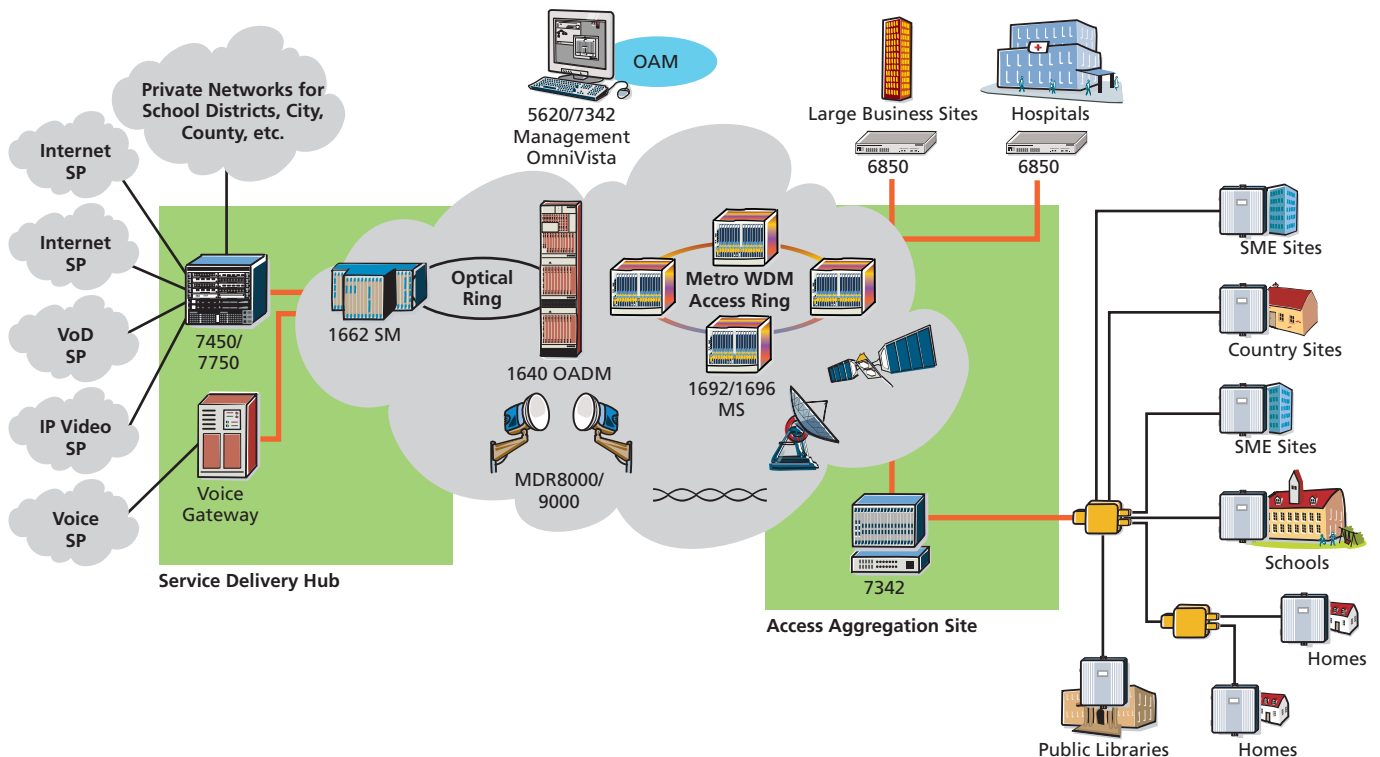 Private Networks for
School Districts, City,
County, etc.
Internet
SP
Internet
SP
VoD
SP
IP Video
SP
Voice
SP
7450/
7750
Voice
Gateway
Service Delivery Hub
OAM
5620/7342
Management
OmniVista
1662 SM
Optical
Ring
1640 OADM
MDR8000/
9000
Metro WDM
Access Ring
1692/1696
MS
Large Business Sites
6850
Hospitals
6850
7342
Access Aggregation Site
SME Sites
Country Sites
SME Sites
Schools
Homes
Homes
Public Libraries